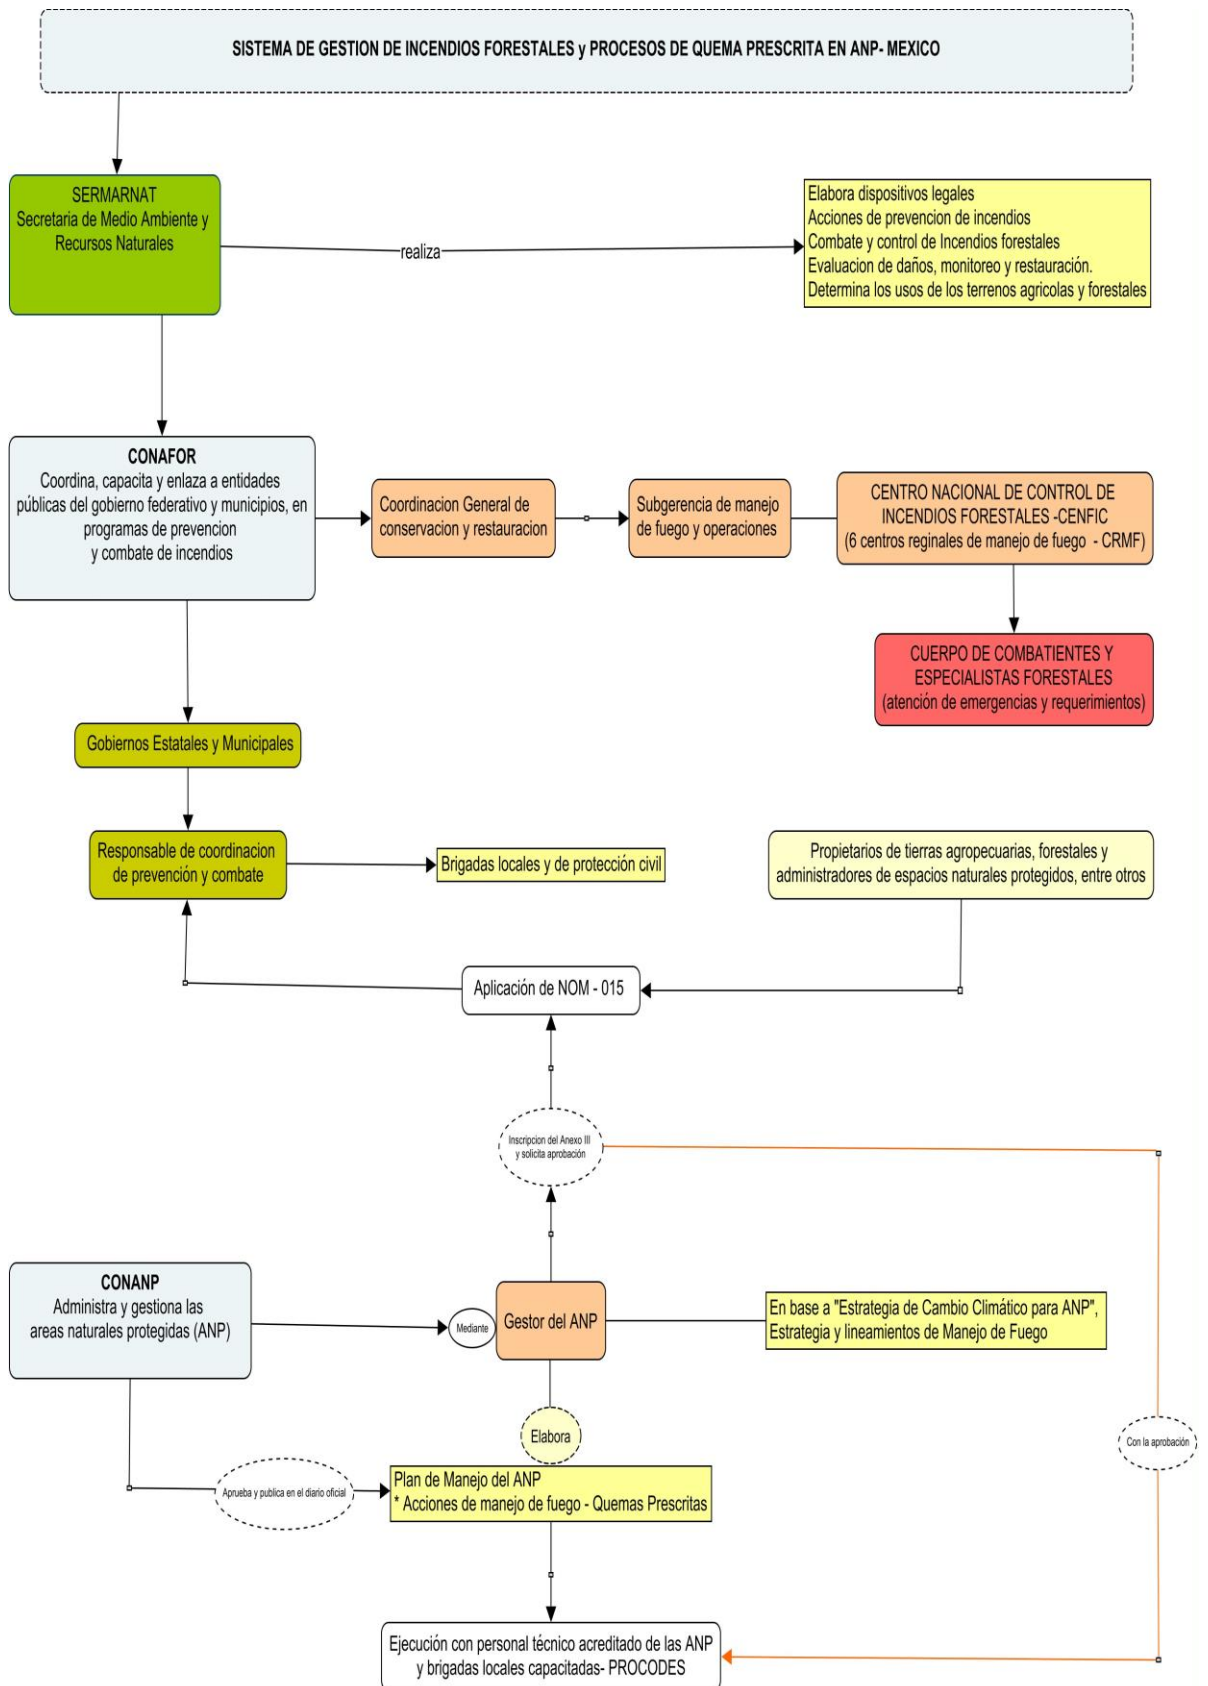 SISTEMA DE GESTION DE INCENDIOS FORESTALES y PROCESOS DE QUEMA PRESCRITA EN ANP- MEXICO
SERMARNAT
Secretaria de Medio Ambiente y
Recursos Naturales
realiza
Elabora dispositivos legales
Acciones de prevencion de incendios
Combate y control de Incendios forestales
Evaluacion de daños, monitoreo y restauración.
Determina los usos de los terrenos agricolas y forestales
CONAFOR
Coordina, capacita y enlaza a entidades
públicas del gobierno federativo y municipios, en
programas de prevencion
y combate de incendios
Coordinacion General de
conservacion y restauracion
Subgerencia de manejo
de fuego y operaciones
CENTRO NACIONAL DE CONTROL DE
INCENDIOS FORESTALES -CENFIC
(6 centros reginales de manejo de fuego - CRMF)
CUERPO DE COMBATIENTES Y
ESPECIALISTAS FORESTALES
(atención de emergencias y requerimientos)
Gobiernos Estatales y Municipales
Responsable de coordinacion
de prevención y combate
Brigadas locales y de protección civil
Propietarios de tierras agropecuarias, forestales y
administradores de espacios naturales protegidos, entre otros
Aplicación de NOM - 015
Inscripcion del Anexo III
y solicita aprobación
CONANP
Administra y gestiona las
areas naturales protegidas (ANP)
Mediante
Gestor del ANP
En base a "Estrategia de Cambio Climático para ANP",
Estrategia y lineamientos de Manejo de Fuego
Elabora
Con la aprobación
Aprueba y publica en el diario oficial
Plan de Manejo del ANP
* Acciones de manejo de fuego - Quemas Prescritas
Ejecución con personal técnico acreditado de las ANP
y brigadas locales capacitadas- PROCODES